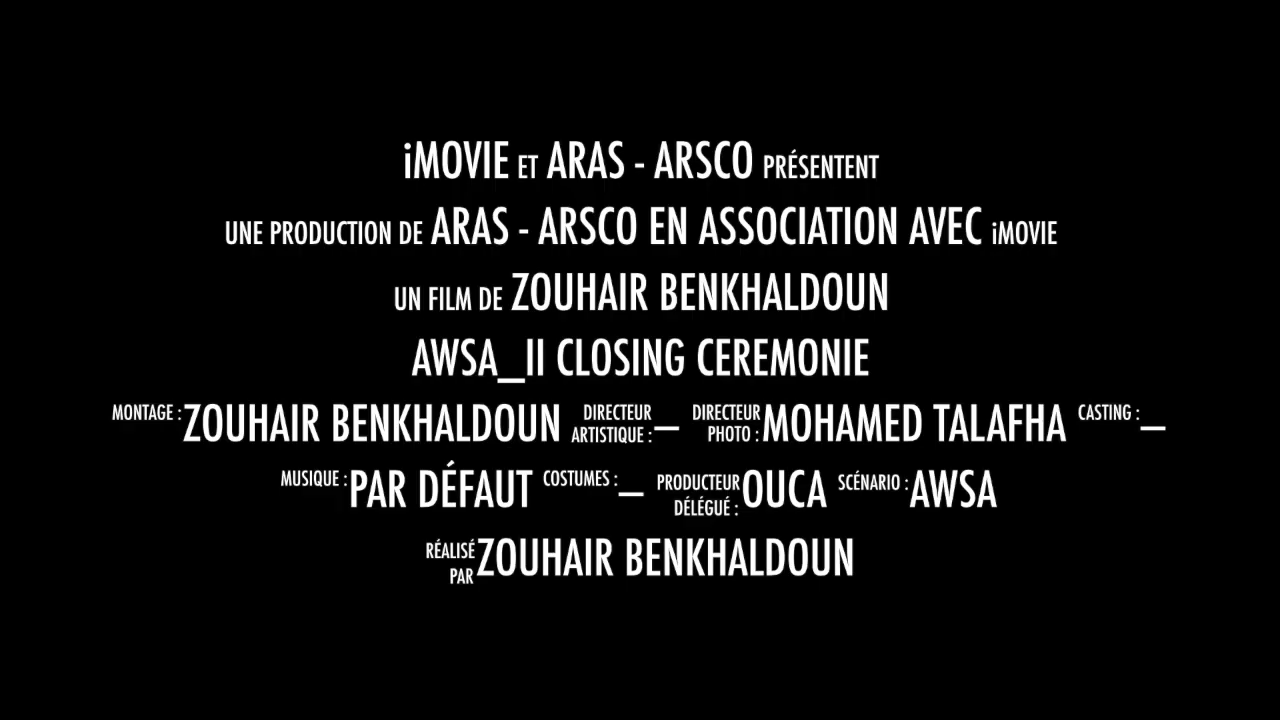 iMOVIE ET ARAS - ARSCO PRÉSENTENT
UNE PRODUCTION DE ARAS - ARSCO EN ASSOCIATION AVEC iMOVIE
UN FILM DE ZOUHAIR BENKHALDOUN
AWSA_II CLOSING CEREMONIE
MONTAGE : ZOUHAIR BENKHALDOUN DIRECTEUR ARTISTIQUE : – DIRECTEUR PHOTO : MOHAMED TALAFHA CASTING : –
MUSIQUE : PAR DÉFAUT COSTUMES : – PRODUCTEUR DÉLÉGUÉ : OUCA SCÉNARIO : AWSA
RÉALISÉ PAR ZOUHAIR BENKHALDOUN